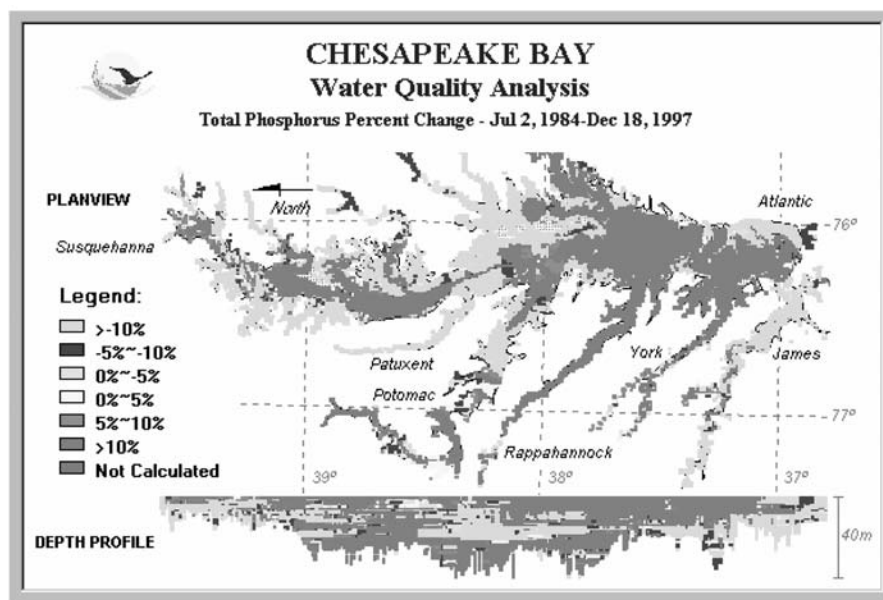 CHESAPEAKE BAY
Water Quality Analysis
Total Phosphorus Percent Change - Jul 2, 1984-Dec 18, 1997
PLANVIEW
North
Atlantic
76°
Susquehanna
Legend:
>-10%
-5%~-10%
0%~-5%
0%~5%
5%~10%
>10%
Not Calculated
Patuxent
York
James
Potomac
77°
Rappahannock
39°
38°
37°
DEPTH PROFILE
40m